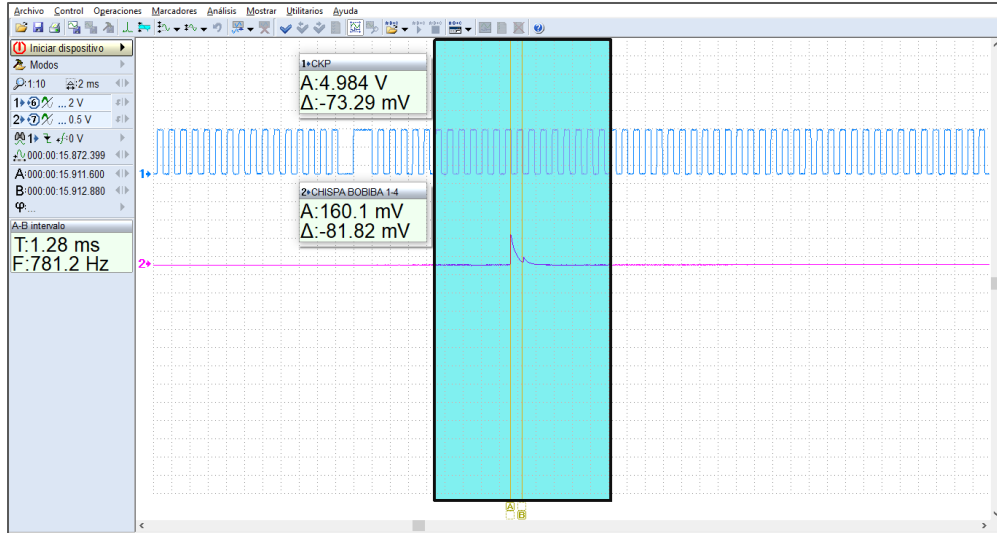 Archivo Control Operaciones Marcadores Análisis Mostrar Utilitarios Ayuda
Iniciar dispositivo
Modos
1:10 2 ms
1 6 ... 2 V
2 7 ... 0.5 V
1 0 V
000:00:15.872.399
A:000:00:15.911.600
B:000:00:15.912.880
φ:...
A-B intervalo
T:1.28 ms
F:781.2 Hz
1 CKP
A:4.984 V
Δ:-73.29 mV
1
2 CHISPA BOBIBA 1-4
A:160.1 mV
Δ:-81.82 mV
2
A
B